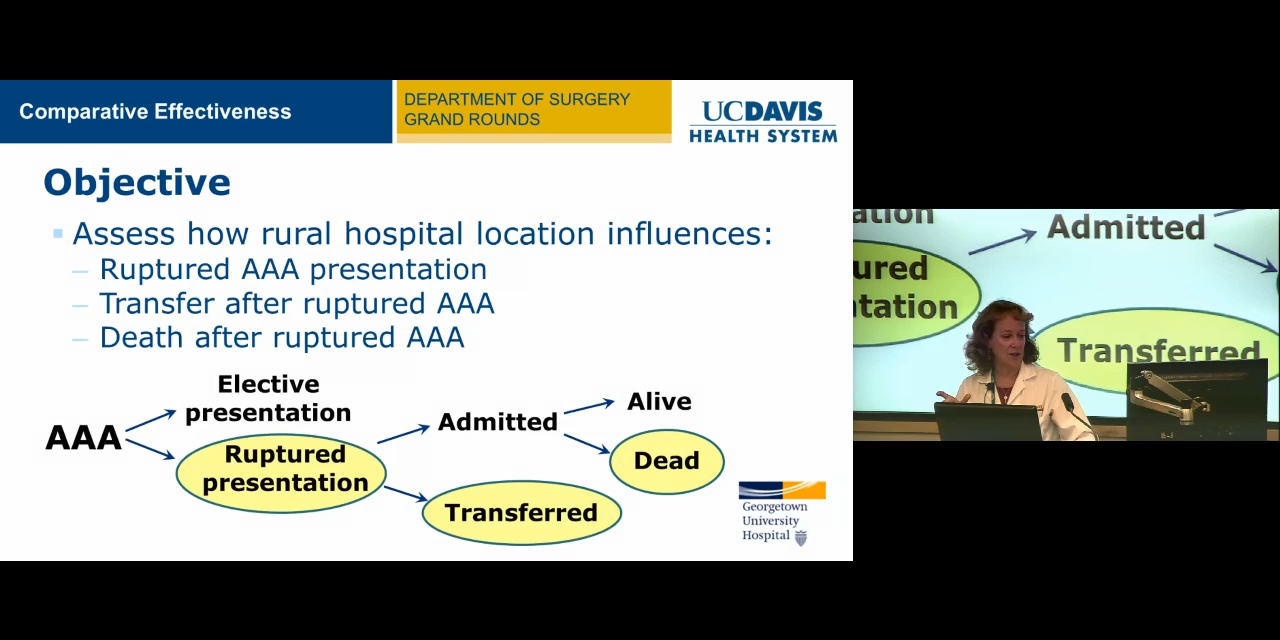 Comparative Effectiveness
DEPARTMENT OF SURGERY
GRAND ROUNDS
UCDAVIS
HEALTH SYSTEM
Objective
Assess how rural hospital location influences:
– Ruptured AAA presentation
– Transfer after ruptured AAA
– Death after ruptured AAA
AAA
Elective
presentation
Ruptured
presentation
Admitted
Transferred
Alive
Dead
Georgetown
University
Hospital
ation
Admitted
ured
tation
Transferred